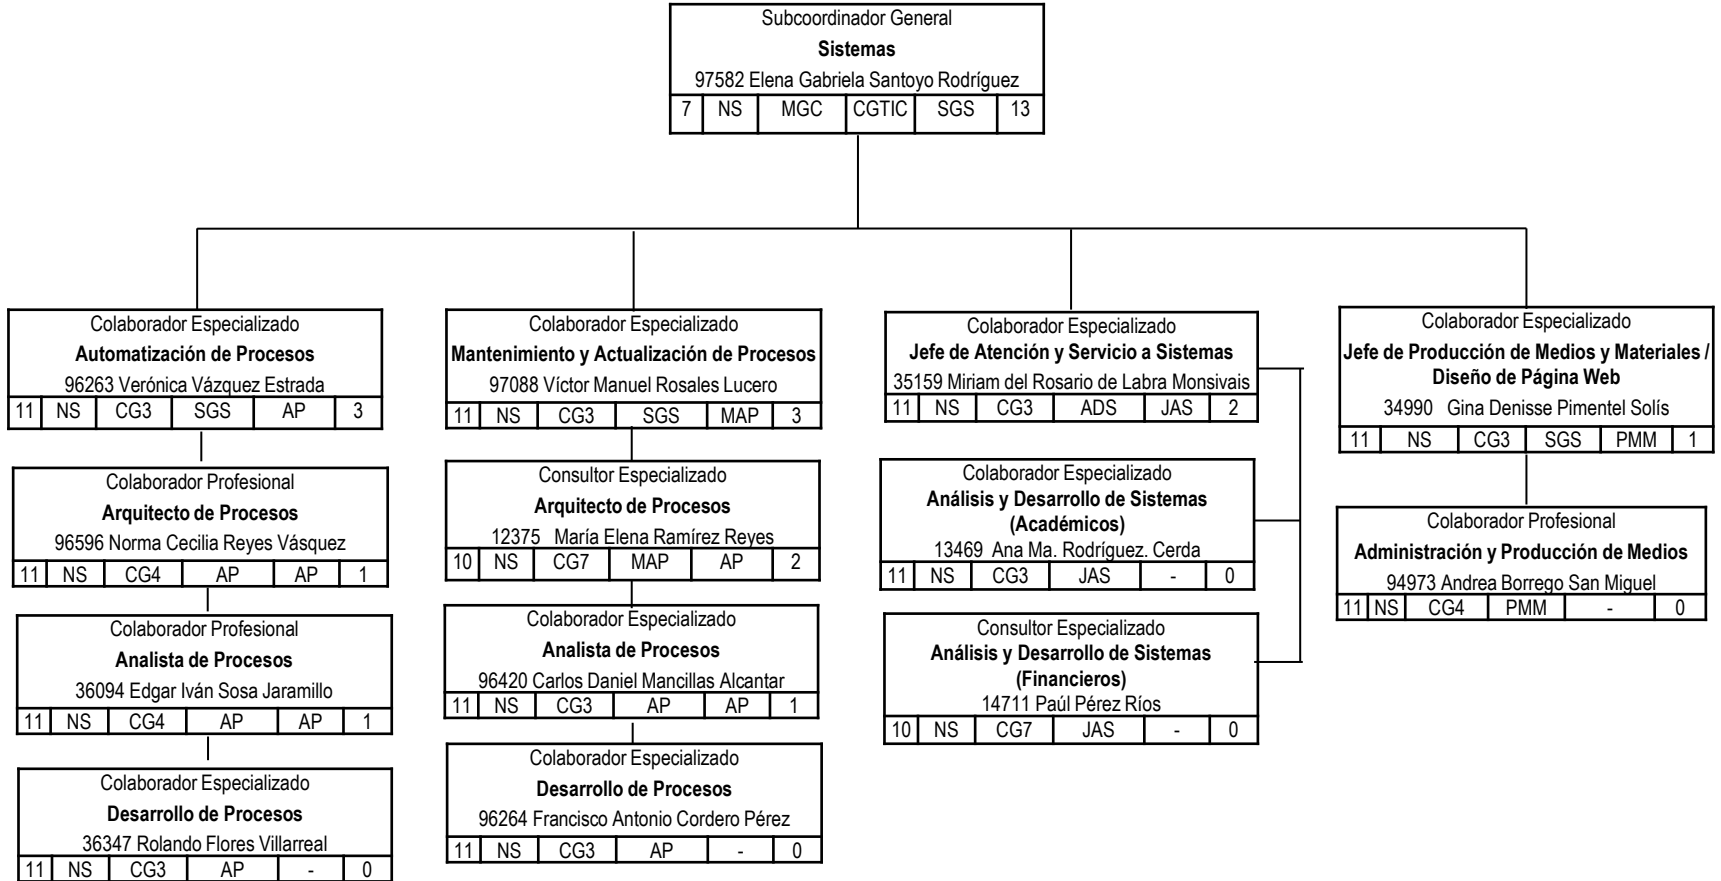 Subcoordinador General
Sistemas
97582 Elena Gabriela Santoyo Rodríguez
7 NS MGC CGTIC SGS 13
Colaborador Especializado
Automatización de Procesos
96263 Verónica Vázquez Estrada
11 NS CG3 SGS AP 3
Colaborador Profesional
Arquitecto de Procesos
96596 Norma Cecilia Reyes Vásquez
11 NS CG4 AP AP 1
Colaborador Profesional
Analista de Procesos
36094 Edgar Iván Sosa Jaramillo
11 NS CG4 AP AP 1
Colaborador Especializado
Desarrollo de Procesos
36347 Rolando Flores Villarreal
11 NS CG3 AP - 0
Colaborador Especializado
Mantenimiento y Actualización de Procesos
97088 Víctor Manuel Rosales Lucero
11 NS CG3 SGS MAP 3
Consultor Especializado
Arquitecto de Procesos
12375 María Elena Ramírez Reyes
10 NS CG7 MAP AP 2
Colaborador Especializado
Analista de Procesos
96420 Carlos Daniel Mancillas Alcantar
11 NS CG3 AP AP 1
Colaborador Especializado
Desarrollo de Procesos
96264 Francisco Antonio Cordero Pérez
11 NS CG3 AP - 0
Colaborador Especializado
Jefe de Atención y Servicio a Sistemas
35159 Miriam del Rosario de Labra Monsivais
11 NS CG3 ADS JAS 2
Colaborador Especializado
Análisis y Desarrollo de Sistemas
(Académicos)
13469 Ana Ma. Rodríguez. Cerda
11 NS CG3 JAS - 0
Consultor Especializado
Análisis y Desarrollo de Sistemas
(Financieros)
14711 Paúl Pérez Ríos
10 NS CG7 JAS - 0
Colaborador Especializado
Jefe de Producción de Medios y Materiales /
Diseño de Página Web
34990 Gina Denisse Pimentel Solís
11 NS CG3 SGS PMM 1
Colaborador Profesional
Administración y Producción de Medios
94973 Andrea Borrego San Miguel
11 NS CG4 PMM - 0